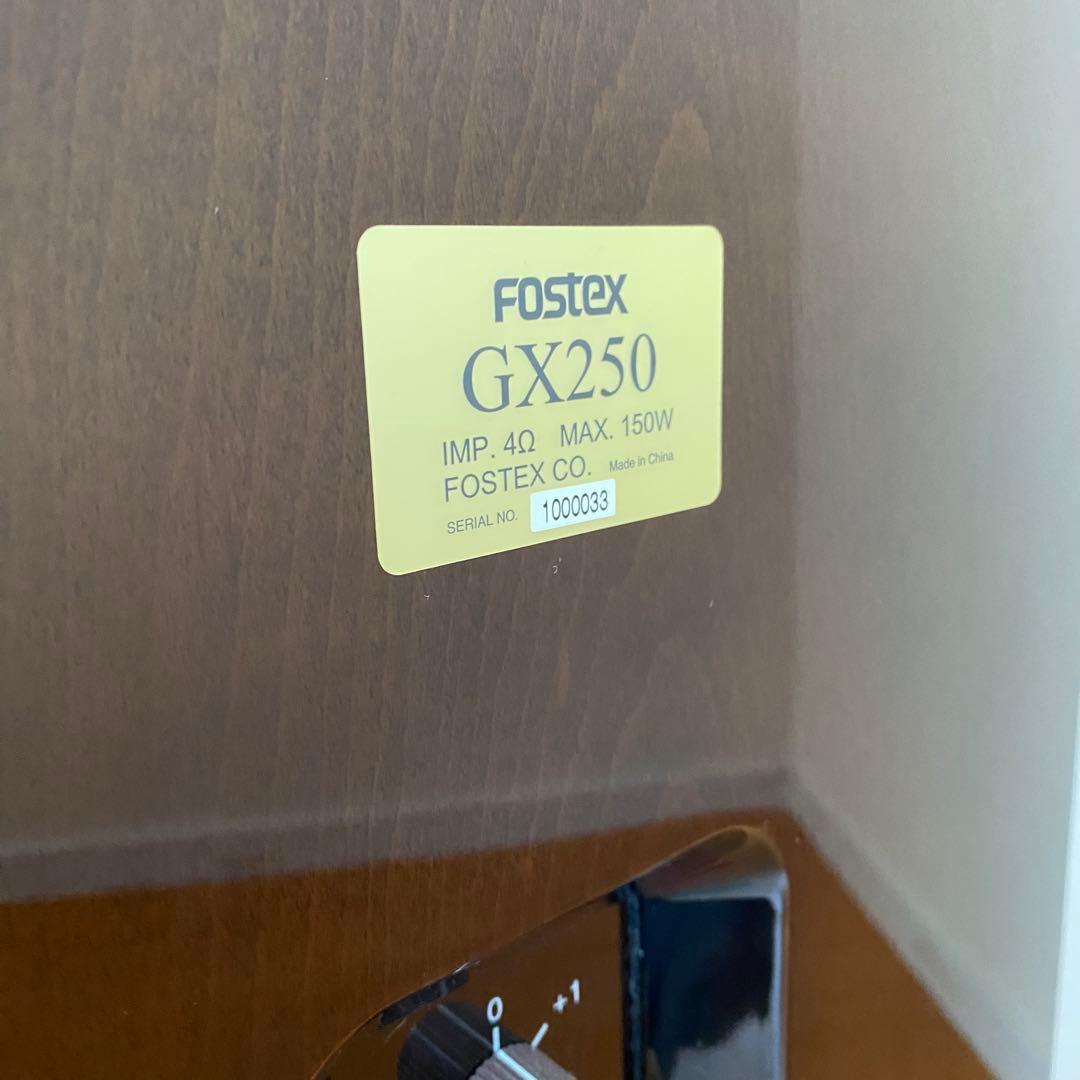 FOSTEX
GX250
IMP. 4Ω MAX. 150W
FOSTEX CO. Made in China
SERIAL NO. 1000033
0 +1